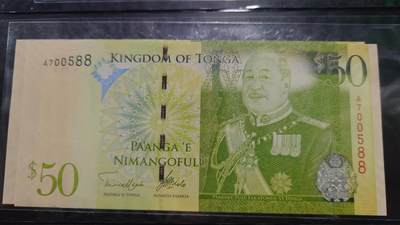 A700588
KINGDOM OF TONGA
$50
A700588
PA'ANGA 'E
NIMANGOFULU
$50